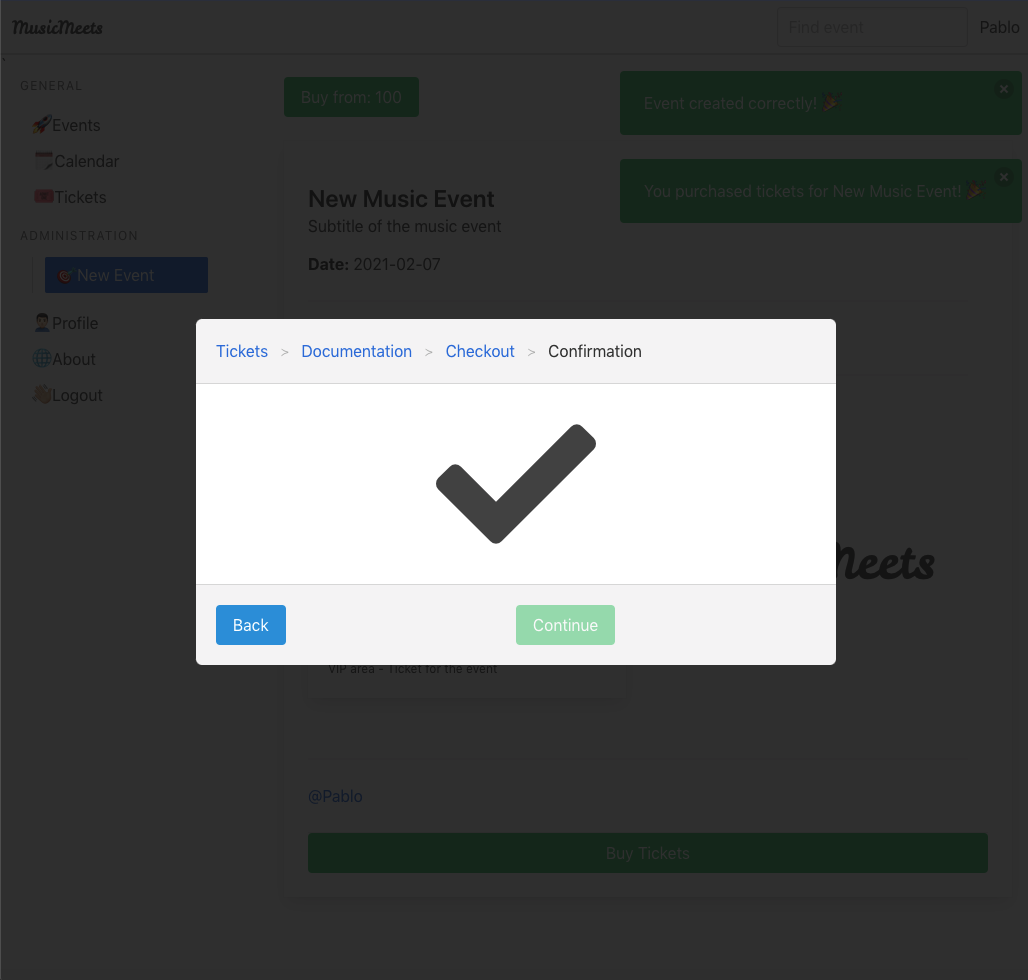 MusicMeets
Find event
Pablo
GENERAL
🚀Events
🗓Calendar
🎟Tickets
ADMINISTRATION
🎯New Event
👨🏻‍🦱Profile
🌐About
👋🏼Logout
Buy from: 100
Event created correctly! 🎉
You purchased tickets for New Music Event! 🎉
New Music Event
Subtitle of the music event
Date: 2021-02-07
Tickets > Documentation > Checkout > Confirmation
Meets
Back
Continue
VIP area - Ticket for the event
@Pablo
Buy Tickets